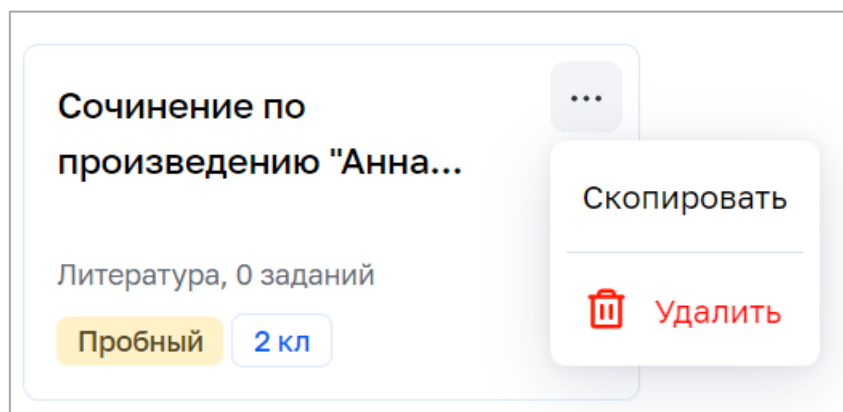 Сочинение по
произведению "Анна...
Литература, 0 заданий
Пробный
2 кл
Скопировать
Удалить